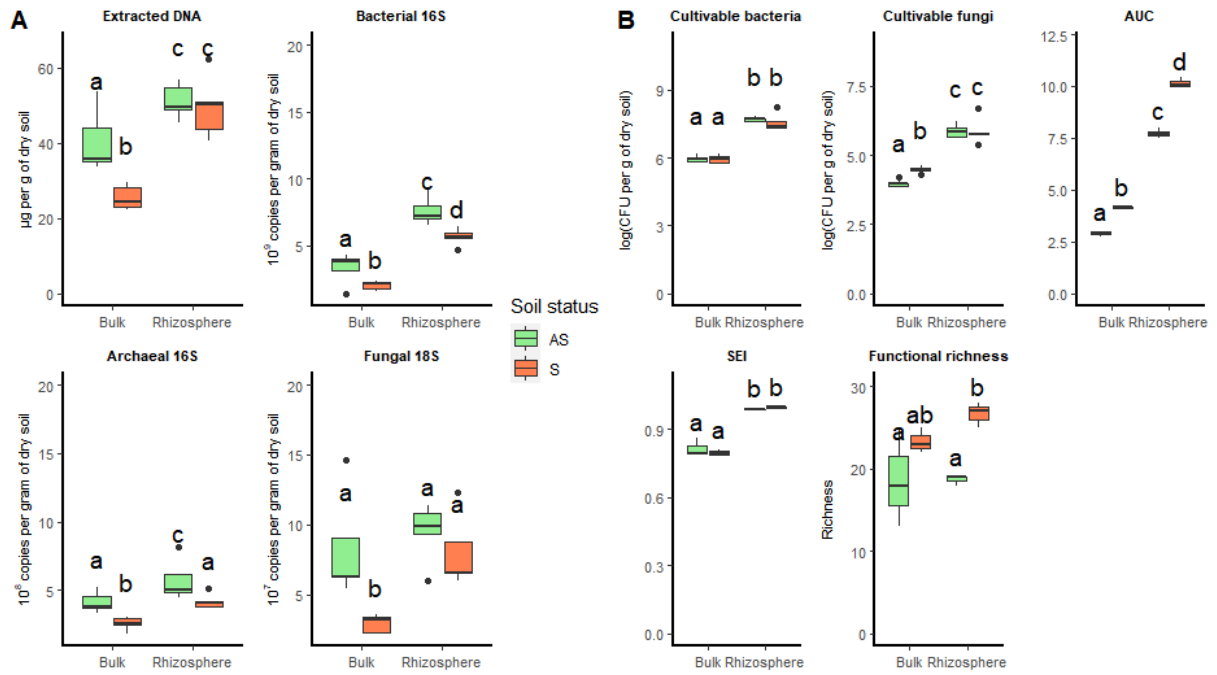 A
Extracted DNA
µg per g of dry soil
60
40
20
0
a
b
c
c
Bulk
Rhizosphere
Bacterial 16S
10⁹ copies per gram of dry soil
20
15
10
5
a
b
c
d
Bulk
Rhizosphere
Archaeal 16S
10⁸ copies per gram of dry soil
20
15
10
5
a
b
c
a
Bulk
Rhizosphere
Fungal 18S
10⁷ copies per gram of dry soil
20
15
10
5
a
b
a
a
Bulk
Rhizosphere
Soil status
AS
S
B
Cultivable bacteria
log(CFU per g of dry soil)
9
6
3
0
a a
b b
Bulk Rhizosphere
Cultivable fungi
log(CFU per g of dry soil)
7.5
5.0
2.5
0.0
a
b
c c
Bulk Rhizosphere
AUC
12.5
10.0
7.5
5.0
2.5
0.0
a
b
c
d
Bulk Rhizosphere
SEI
0.9
0.6
0.3
0.0
a a
b b
Bulk Rhizosphere
Functional richness
Richness
30
20
10
0
a
ab
a
b
Bulk Rhizosphere